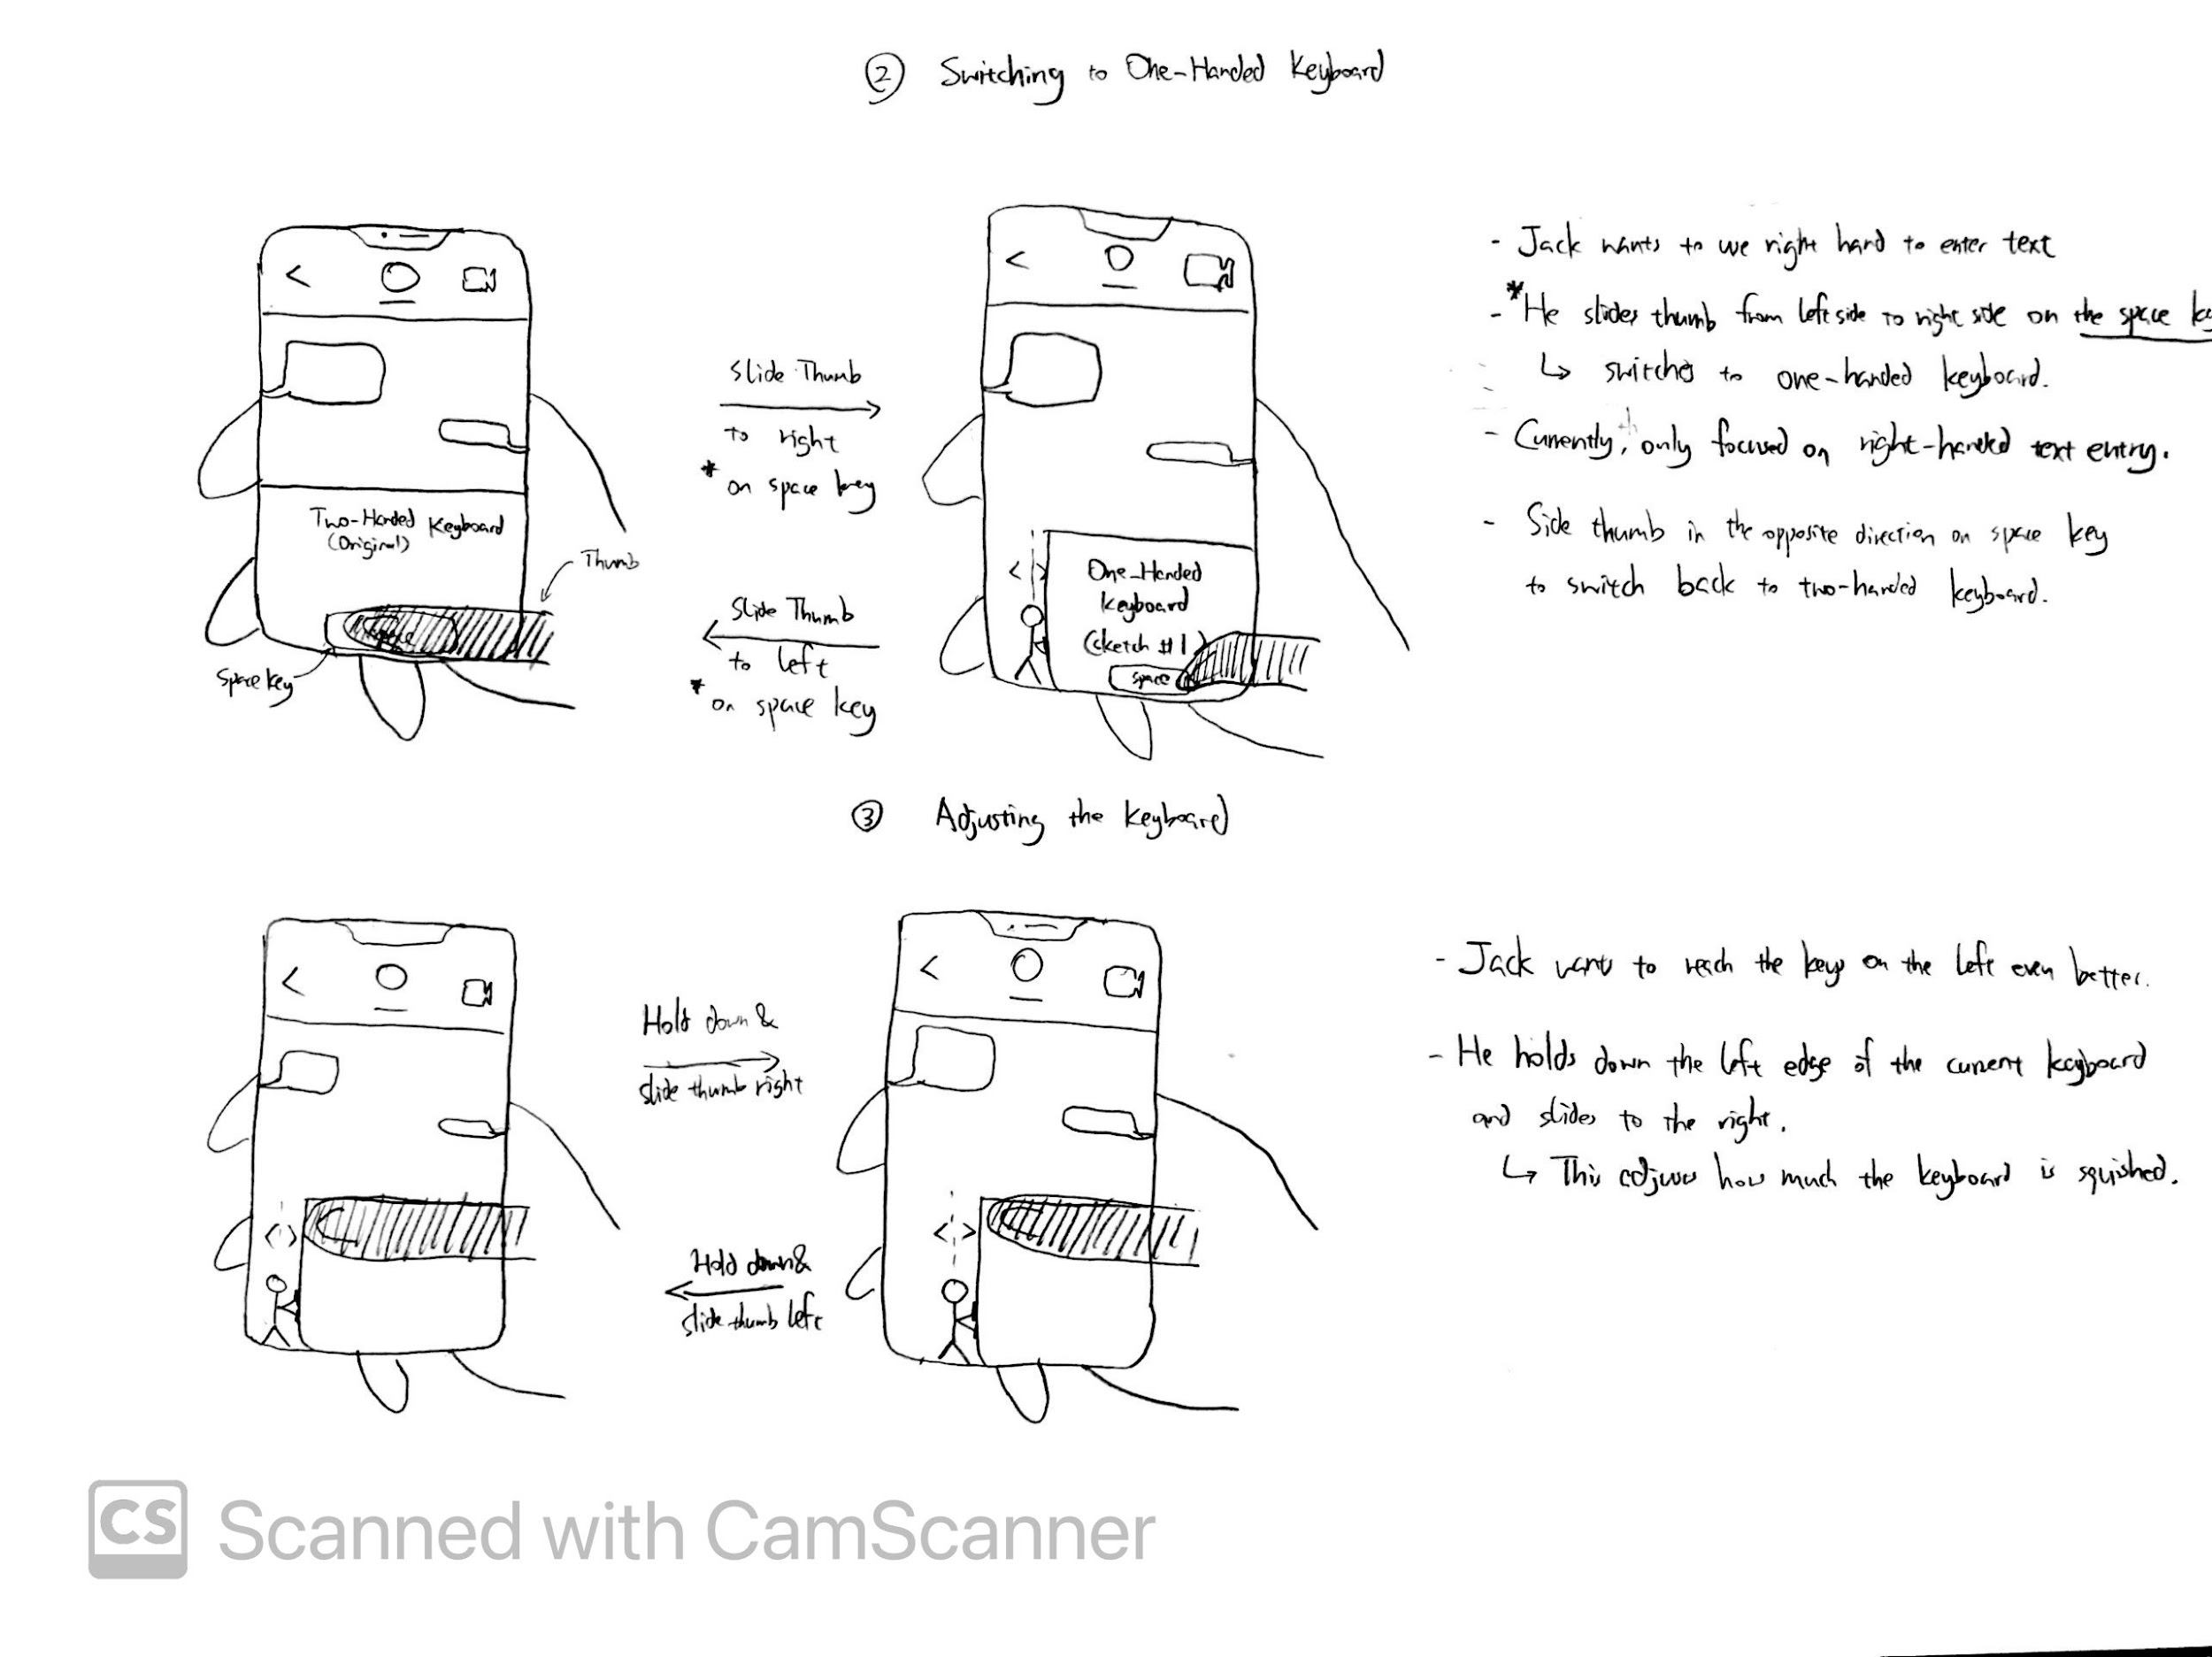 ② Switching to One-Handed Keyboard
Two-Handed Keyboard
(Original)
Thumb
space
Space key
Slide Thumb
to right
* on space key
Slide Thumb
to left
* on space key
One-Handed
Keyboard
(sketch #1)
space
- Jack wants to use right hand to enter text
- * He slides thumb from left side to right side on the space
↳ switches to one-handed keyboard.
- Currently, only focused on right-handed text entry.
- Side thumb in the opposite direction on space key
to switch back to two-handed keyboard.
③ Adjusting the Keyboard
Hold down &
slide thumb right
Hold down &
slide thumb left
- Jack wants to reach the keys on the left even better.
- He holds down the left edge of the current keyboard
and slides to the right.
↳ This adjusts how much the keyboard is squished.
CS Scanned with CamScanner